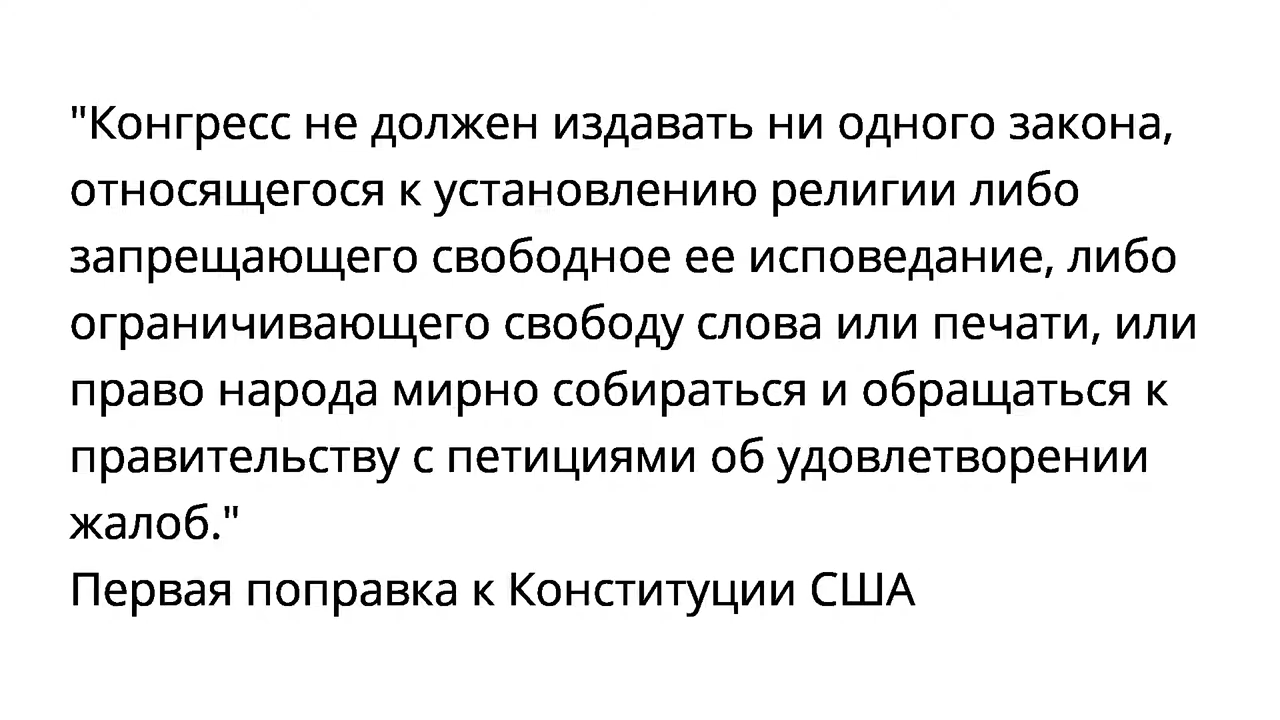 "Конгресс не должен издавать ни одного закона,
относящегося к установлению религии либо
запрещающего свободное ее исповедание, либо
ограничивающего свободу слова или печати, или
право народа мирно собираться и обращаться к
правительству с петициями об удовлетворении
жалоб."
Первая поправка к Конституции США